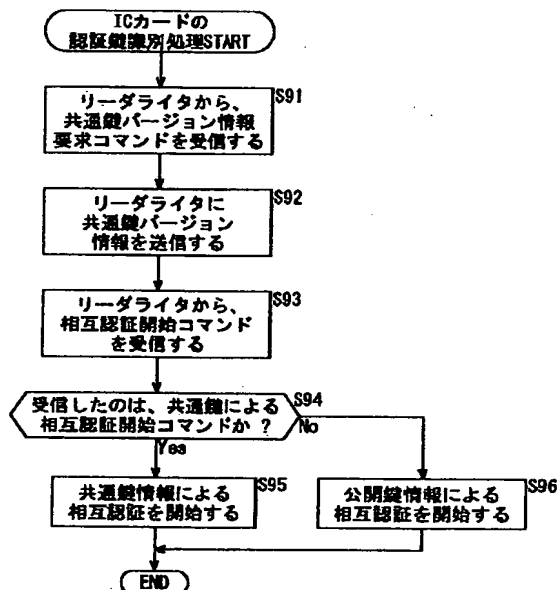 ICカードの
認証鍵識別処理START
S91
リーダライタから、
共通鍵バージョン情報
要求コマンドを受信する
S92
リーダライタに
共通鍵バージョン
情報を送信する
S93
リーダライタから、
相互認証開始コマンド
を受信する
S94
受信したのは、共通鍵による
相互認証開始コマンドか ?
No
Yes
S95
共通鍵情報による
相互認証を開始する
S96
公開鍵情報による
相互認証を開始する
END